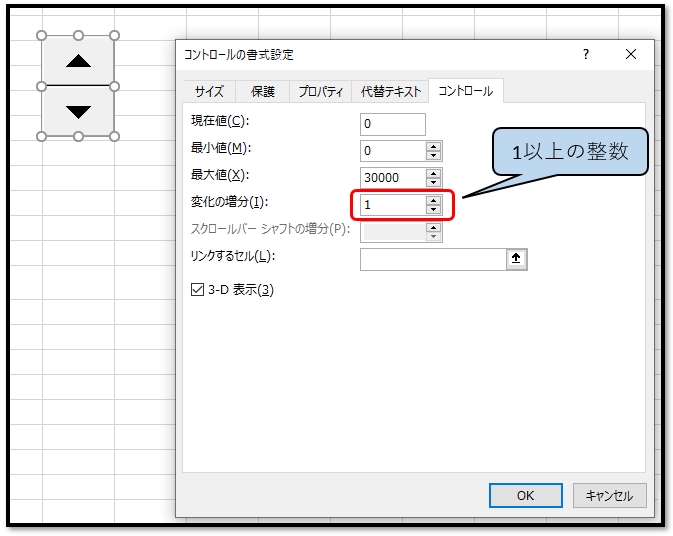 コントロールの書式設定
?
サイズ 保護 プロパティ 代替テキスト コントロール
現在値(C): 0
最小値(M): 0
最大値(X): 30000
変化の増分(I): 1
スクロールバー シャフトの増分(P):
リンクするセル(L):
3-D 表示(3)
1以上の整数
OK キャンセル